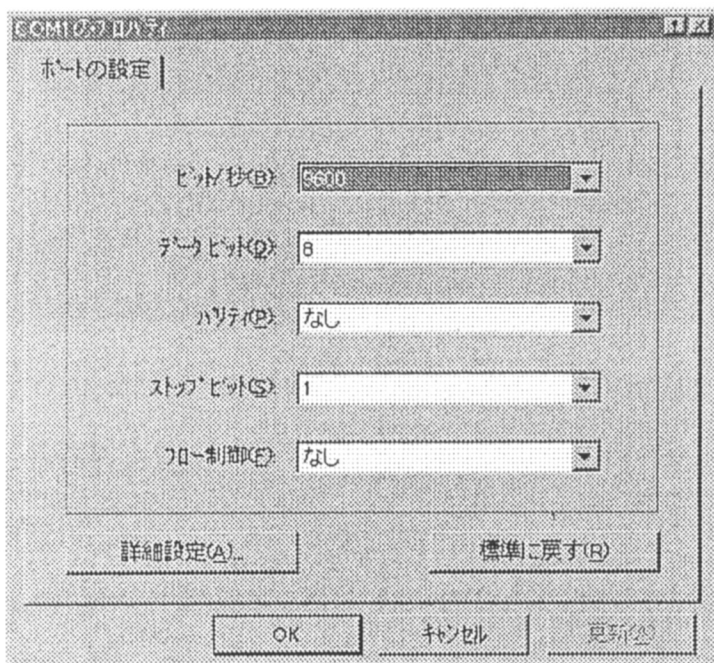 COM1のプロパティ
ポートの設定
ビット/秒(B):
9600
データ ビット(D):
8
パリティ(P):
なし
ストップ ビット(S):
1
フロー制御(F):
なし
詳細設定(A)...
標準に戻す(R)
OK
キャンセル
更新(A)